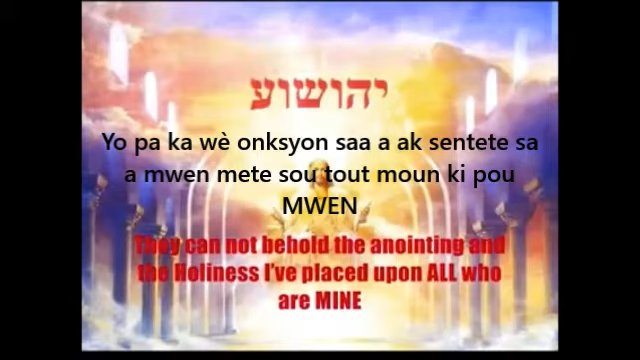 יהושוע
Yo pa ka wè onksyon saa a ak sentete sa
a mwen mete sou tout moun ki pou
MWEN
They can not behold the anointing and
the Holiness I've placed upon ALL who
are MINE